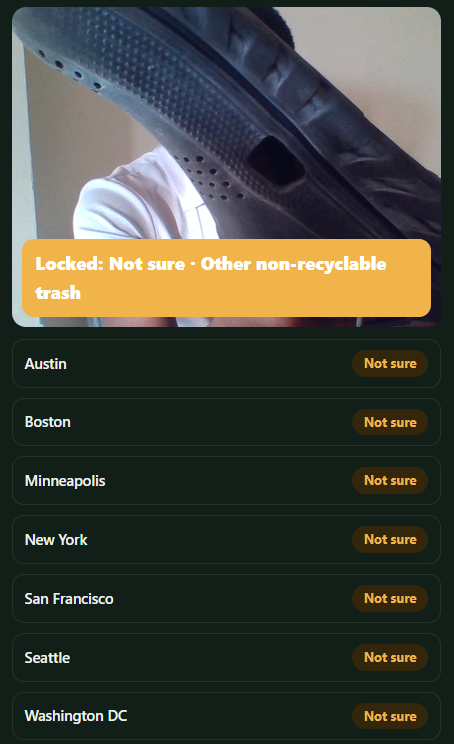 Locked: Not sure · Other non-recyclable
trash
Austin Not sure
Boston Not sure
Minneapolis Not sure
New York Not sure
San Francisco Not sure
Seattle Not sure
Washington DC Not sure